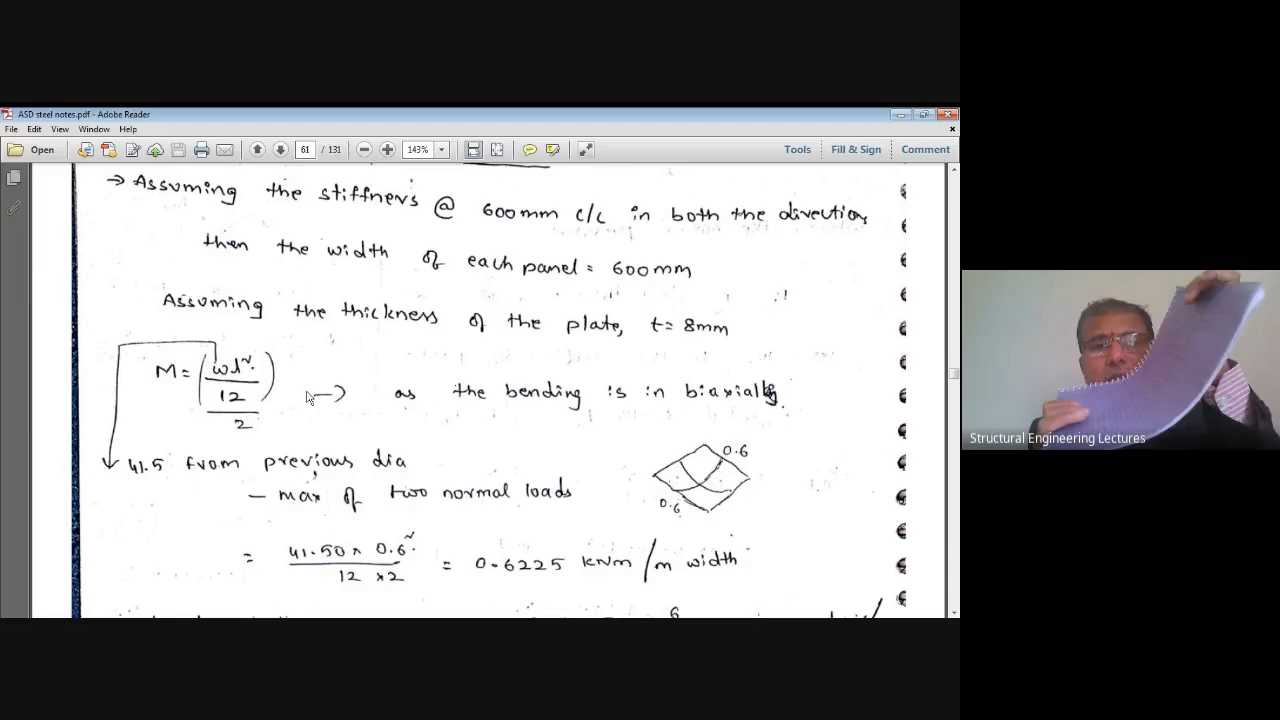 ASD steel notes.pdf - Adobe Reader
File Edit View Window Help
Open 61 / 131 143% Tools Fill & Sign Comment
→ Assuming the stiffners @ 600mm c/c in both the direction
then the width of each panel = 600mm
Assuming the thickness of the plate, t = 8mm
M = (wl²/12)/2 → as the bending is in biaxially.
41.5 from previous dia
- max of two normal loads
0.6
0.6
= 41.50 x 0.6² / 12 x 2 = 0.6225 kNm/m width
6
Structural Engineering Lectures